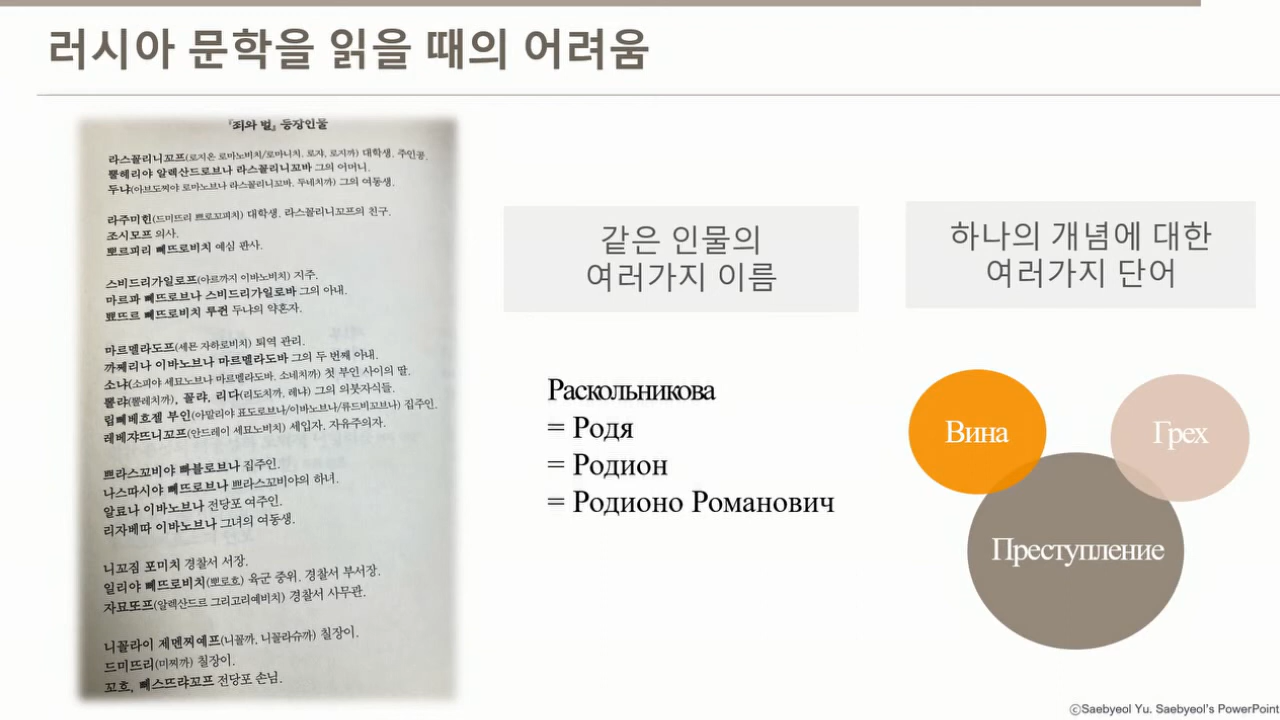 러시아 문학을 읽을 때의 어려움
『죄와 벌』 등장인물
라스꼴리니꼬프(로지온 로마노비치/로마니치, 로쟈, 로지까) 대학생, 주인공.
뿔헤리야 알렉산드로브나 라스꼴리니꼬바 그의 어머니.
두냐(아브도찌야 로마노브나 라스꼴리니꼬바, 두네치까) 그의 여동생.
라주미힌(드미뜨리 쁘로꼬피치) 대학생, 라스꼴리니꼬프의 친구.
조시모프 의사.
뽀르피리 뻬뜨로비치 예심 판사.
스비드리가일로프(아르까지 이바노비치) 지주.
마르파 뻬뜨로브나 스비드리가일로바 그의 아내.
뾰뜨르 뻬뜨로비치 루쥔 두냐의 약혼자.
마르멜라도프(세묜 자하로비치) 퇴역 관리.
까쩨리나 이바노브나 마르멜라도바 그의 두 번째 아내.
소냐(소피야 세묘노브나 마르멜라도바, 소네치까) 첫 부인 사이의 딸.
뽈랴(뽈레치까), 꼴랴, 리다(리도치까, 레냐) 그의 의붓자식들.
립빼베흐젤 부인(아말리야 표도로브나/이바노브나/류드비꼬브나) 집주인.
레베쟈뜨니꼬프(안드레이 세묘노비치) 세입자, 자유주의자.
쁘라스꼬비야 빠블로브나 집주인.
나스따시야 뻬뜨로브나 쁘라스꼬비야의 하녀.
알료나 이바노브나 전당포 여주인.
리자베따 이바노브나 그녀의 여동생.
니꼬짐 포미치 경찰서 서장.
일리야 뻬뜨로비치(뽀로흐) 육군 중위, 경찰서 부서장.
자묘또프(알렉산드르 그리고리예비치) 경찰서 사무관.
니꼴라이 제멘찌예프(니꼴까, 니꼴라슈까) 칠장이.
드미뜨리(미찌까) 칠장이.
꼬흐, 뻬스뜨랴꼬프 전당포 손님.
같은 인물의
여러가지 이름
Раскольникова
= Родя
= Родион
= Родионо Романович
하나의 개념에 대한
여러가지 단어
Вина
Грех
Преступление
ⓒSaebyeol Yu. Saebyeol's PowerPoint